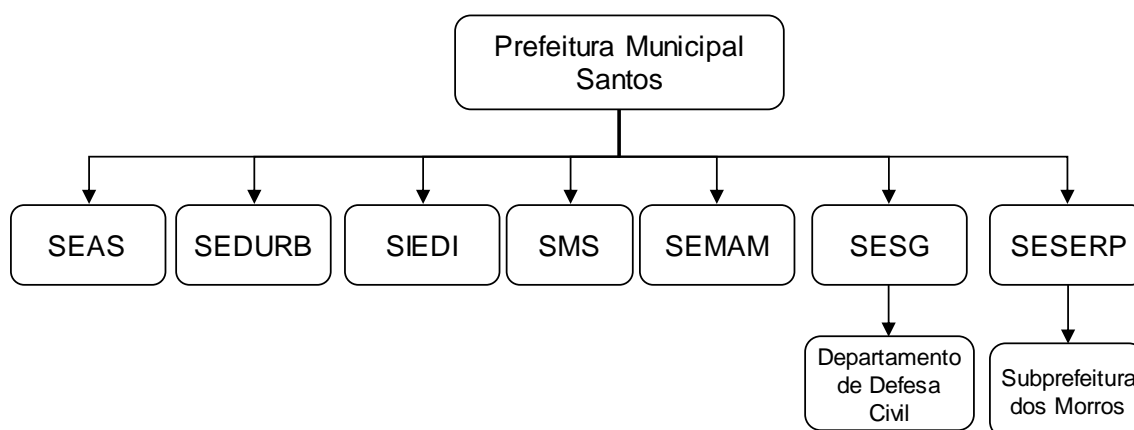 Prefeitura Municipal
Santos
SEAS
SEDURB
SIEDI
SMS
SEMAM
SESG
SESERP
Departamento
de Defesa
Civil
Subprefeitura
dos Morros